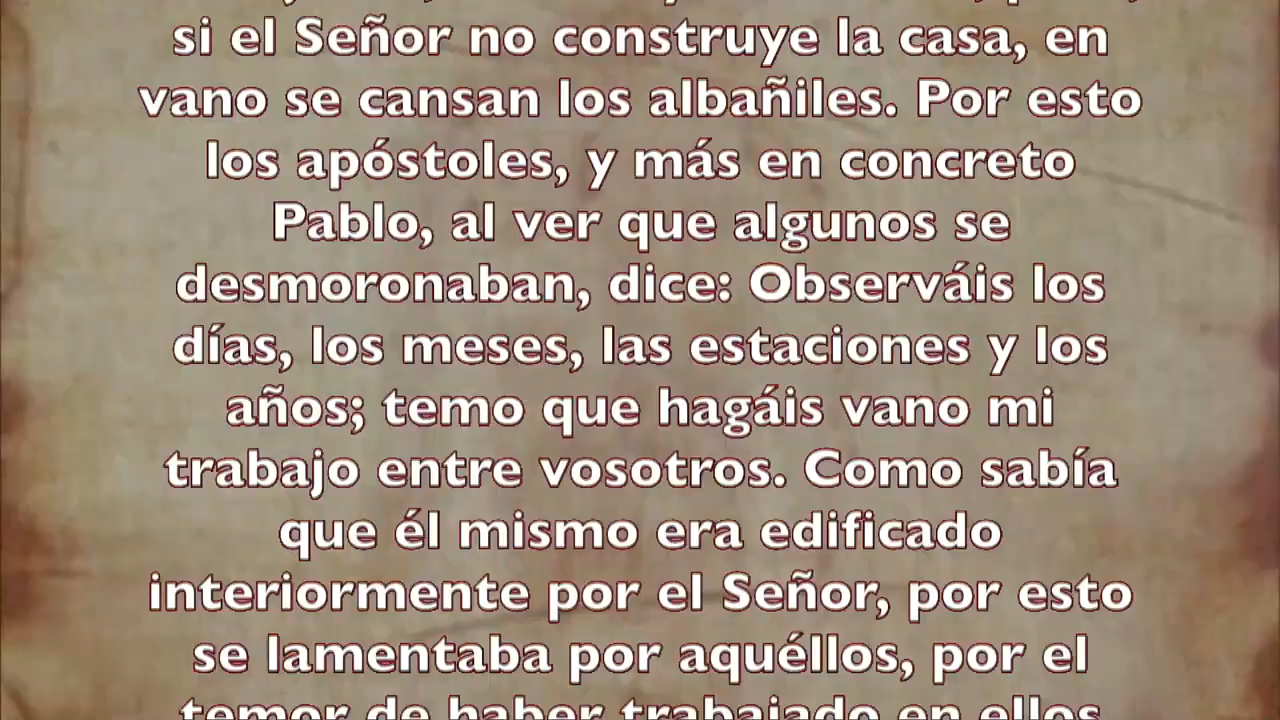 si el Señor no construye la casa, en
vano se cansan los albañiles. Por esto
los apóstoles, y más en concreto
Pablo, al ver que algunos se
desmoronaban, dice: Observáis los
días, los meses, las estaciones y los
años; temo que hagáis vano mi
trabajo entre vosotros. Como sabía
que él mismo era edificado
interiormente por el Señor, por esto
se lamentaba por aquéllos, por el
temor de haber trabajado en ellos